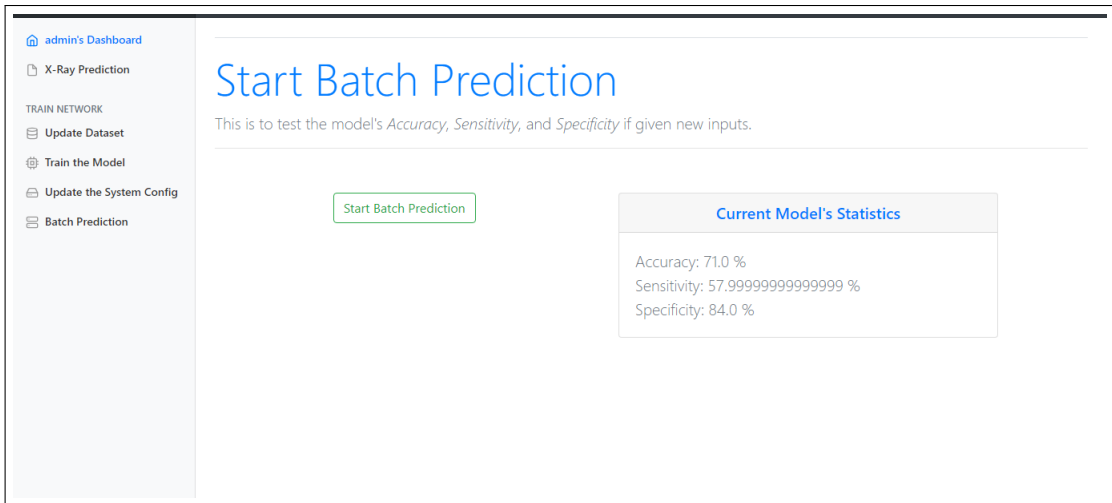 admin's Dashboard
X-Ray Prediction
TRAIN NETWORK
Update Dataset
Train the Model
Update the System Config
Batch Prediction
Start Batch Prediction
This is to test the model's Accuracy, Sensitivity, and Specificity if given new inputs.
Start Batch Prediction
Current Model's Statistics
Accuracy: 71.0 %
Sensitivity: 57.99999999999999 %
Specificity: 84.0 %